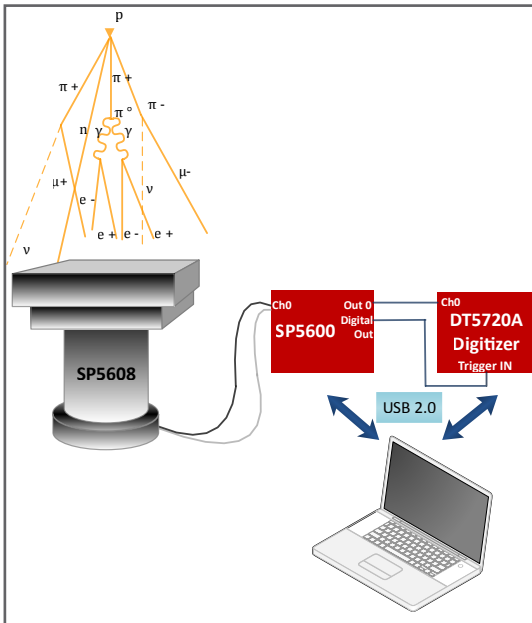 p
π +
π +
π -
π °
n
γ
γ
μ+
μ-
e -
ν
e +
e -
e +
ν
SP5608
Ch0
Out 0
SP5600
Digital
Out
Ch0
DT5720A
Digitizer
Trigger IN
USB 2.0